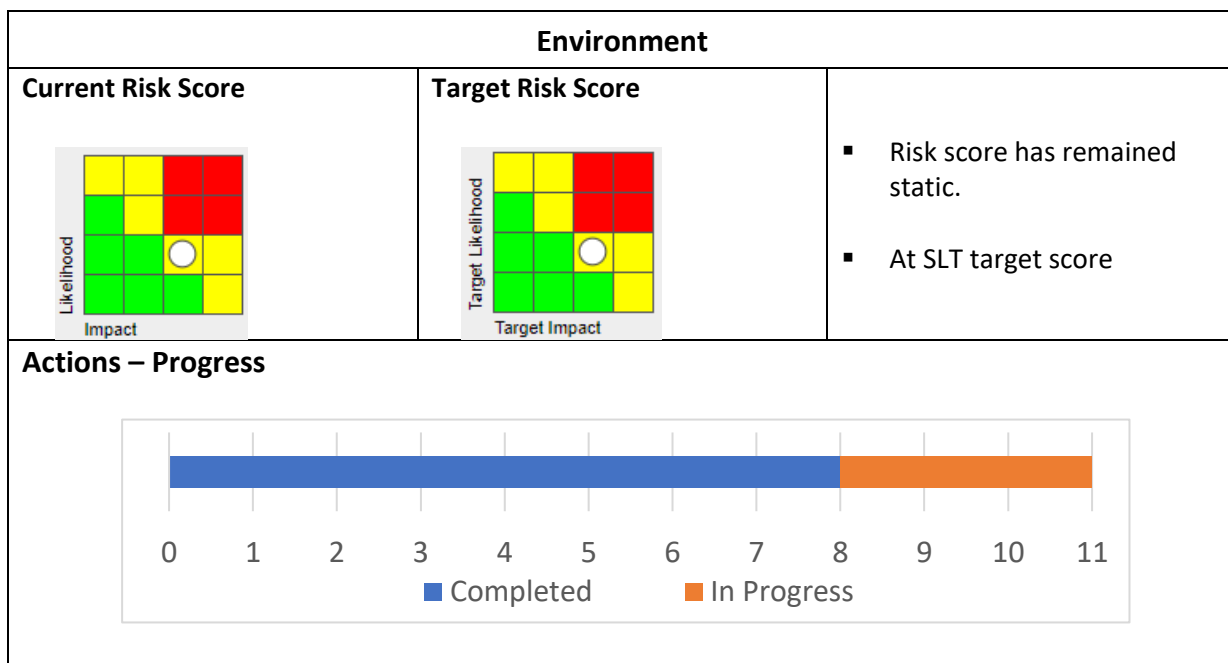 Environment
Current Risk Score
Target Risk Score
Likelihood
Impact
Target Likelihood
Target Impact
▪ Risk score has remained
static.
▪ At SLT target score
Actions – Progress
0 1 2 3 4 5 6 7 8 9 10 11
Completed In Progress